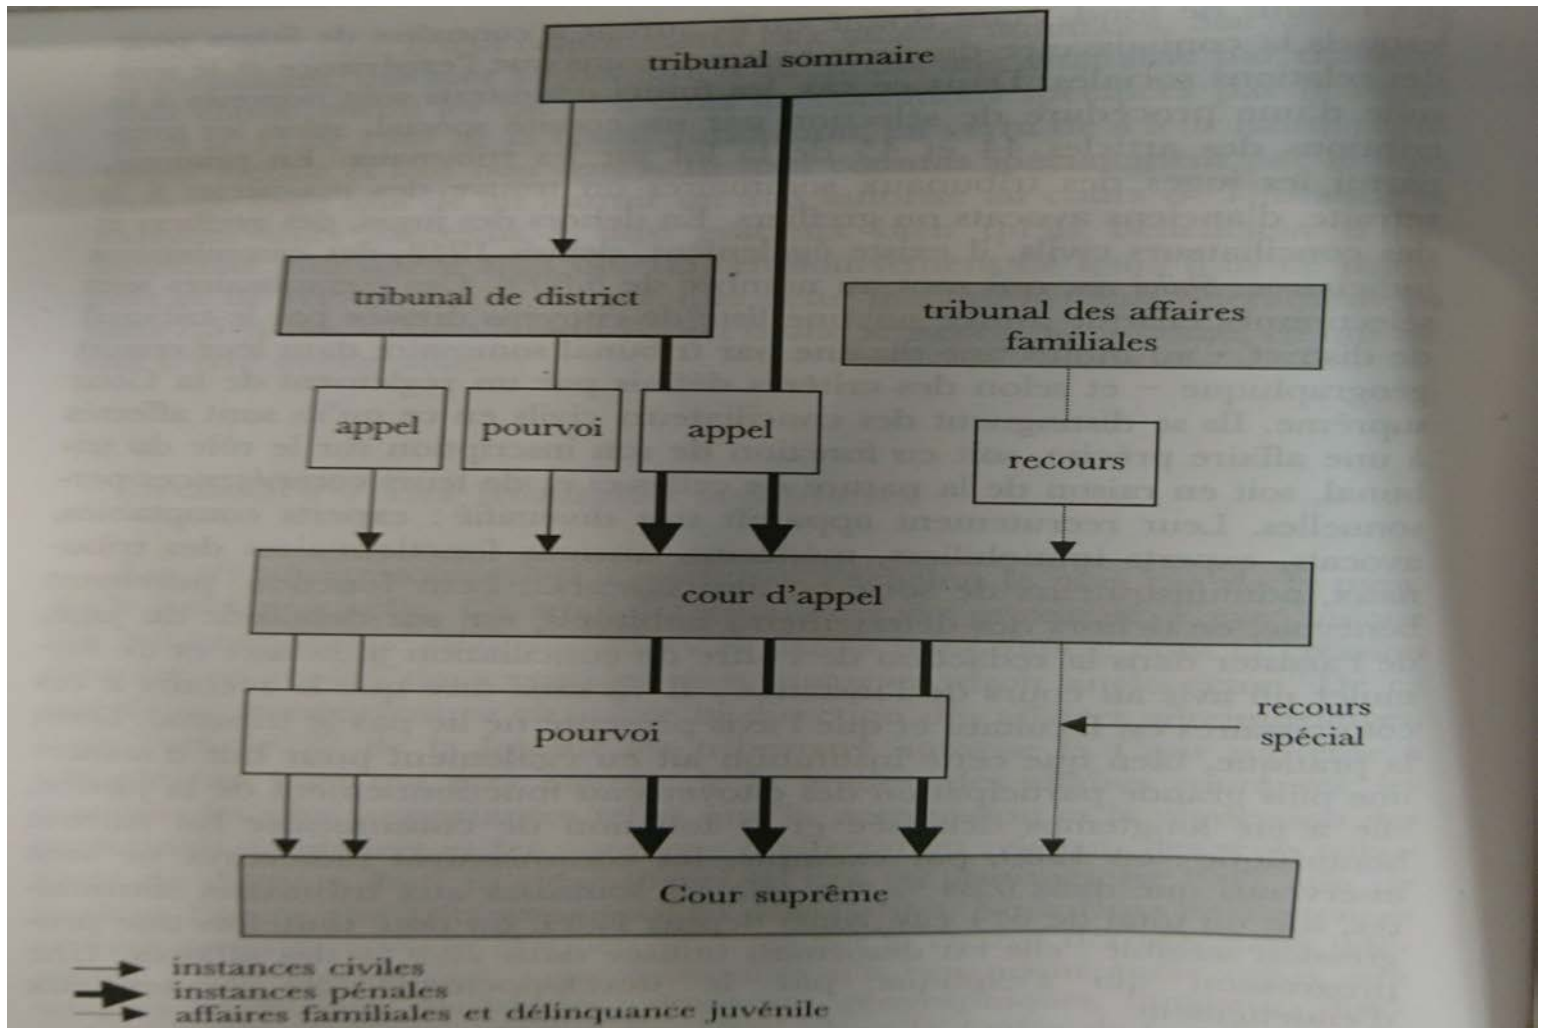 tribunal sommaire
tribunal de district
tribunal des affaires
familiales
appel
pourvoi
appel
recours
cour d'appel
pourvoi
recours
spécial
Cour suprême
instances civiles
instances pénales
affaires familiales et délinquance juvénile